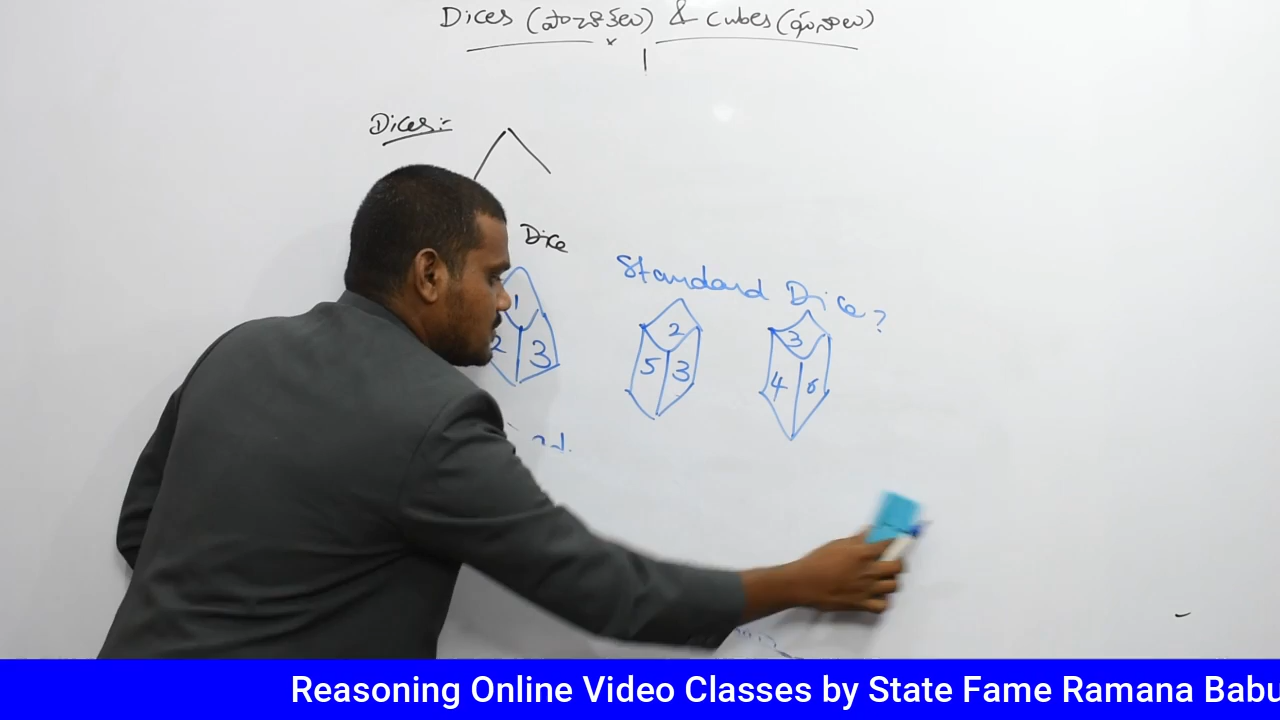 Dices (పాచికలు) & Cubes (ఘనాలు)
Dices:-
Dice
Standard Dice?
1
2 3
2
5 3
3
4 6
Reasoning Online Video Classes by State Fame Ramana Babu